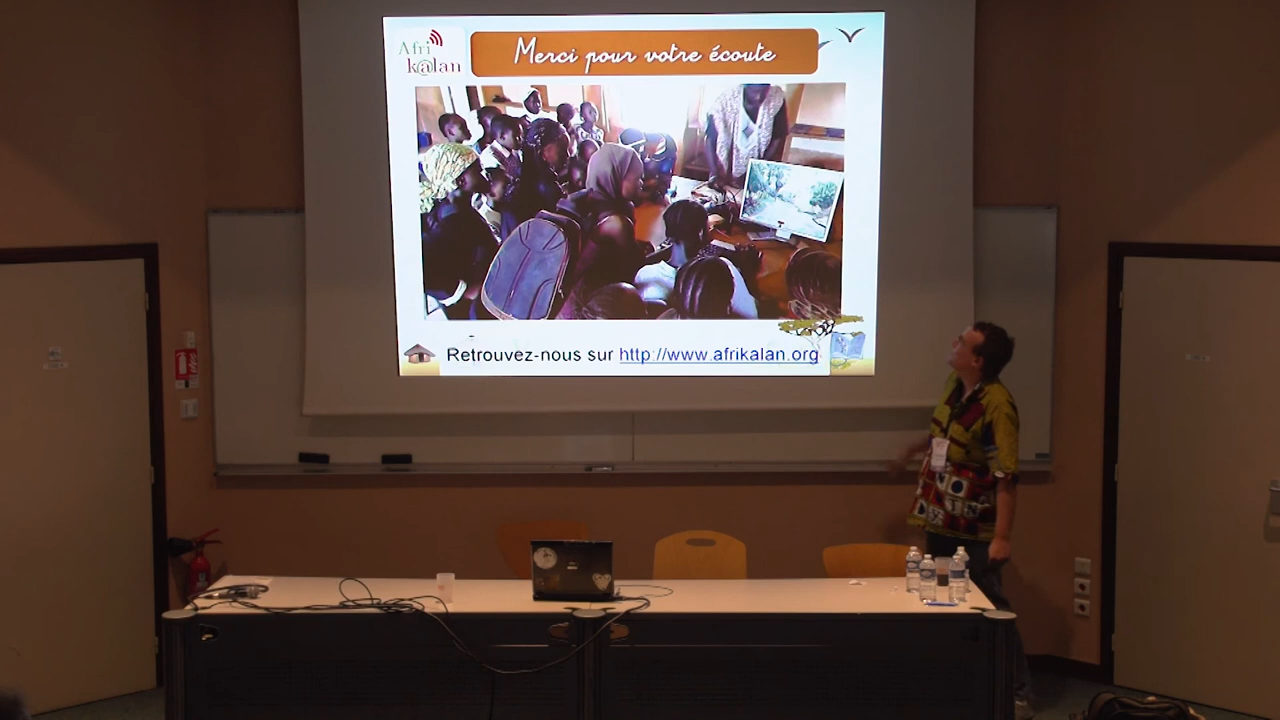 Afri
k@lan
Merci pour votre écoute
Retrouvez-nous sur http://www.afrikalan.org